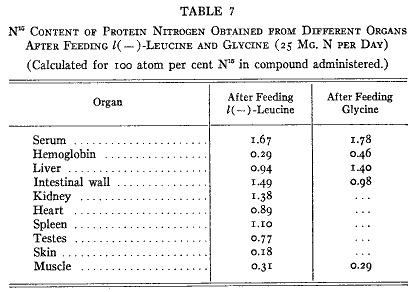 TABLE 7
N¹⁵ CONTENT OF PROTEIN NITROGEN OBTAINED FROM DIFFERENT ORGANS
AFTER FEEDING l(−)-LEUCINE AND GLYCINE (25 MG. N PER DAY)
(Calculated for 100 atom per cent N¹⁵ in compound administered.)
Organ After Feeding l(−)-Leucine After Feeding Glycine
Serum 1.67 1.78
Hemoglobin 0.29 0.46
Liver 0.94 1.40
Intestinal wall 1.49 0.98
Kidney 1.38 ...
Heart 0.89 ...
Spleen 1.10 ...
Testes 0.77 ...
Skin 0.18 ...
Muscle 0.31 0.29